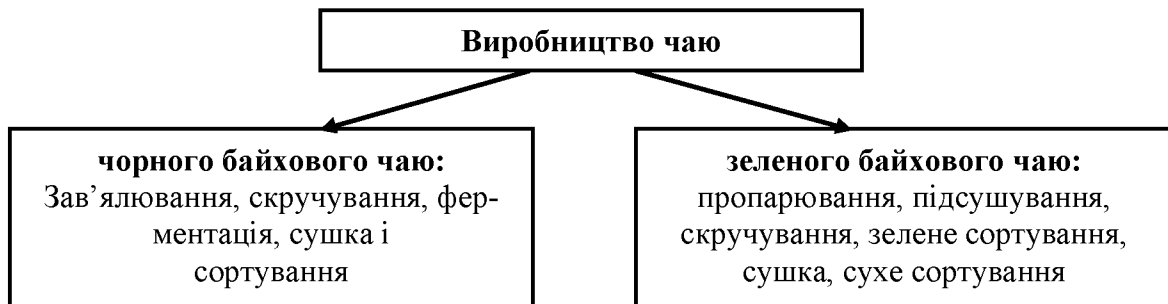 Виробництво чаю
чорного байхового чаю:
Зав’ялювання, скручування, фер-
ментація, сушка і
сортування
зеленого байхового чаю:
пропарювання, підсушування,
скручування, зелене сортування,
сушка, сухе сортування